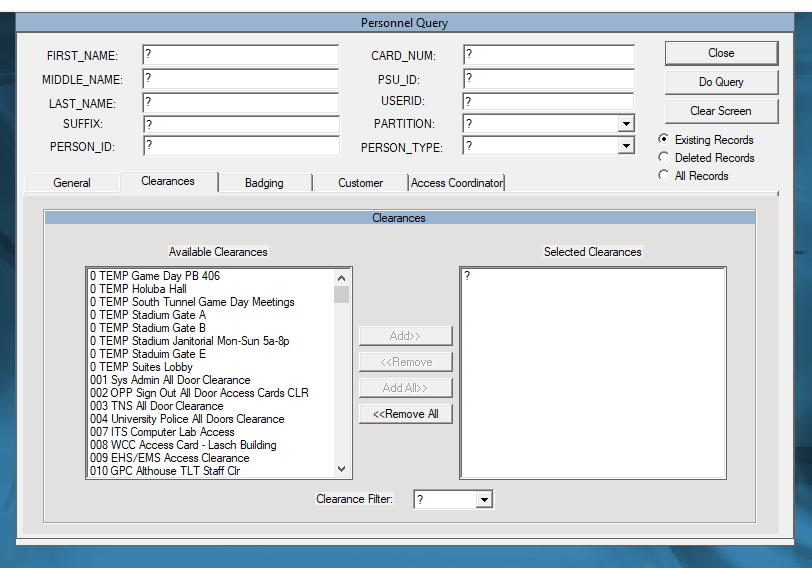 Personnel Query
FIRST_NAME: ? CARD_NUM: ? Close
MIDDLE_NAME: ? PSU_ID: ? Do Query
LAST_NAME: ? USERID: ? Clear Screen
SUFFIX: ? PARTITION: ?
PERSON_ID: ? PERSON_TYPE: ?
Existing Records
Deleted Records
All Records
General Clearances Badging Customer Access Coordinator
Clearances
Available Clearances Selected Clearances
0 TEMP Game Day PB 406 ?
0 TEMP Holuba Hall
0 TEMP South Tunnel Game Day Meetings
0 TEMP Stadium Gate A
0 TEMP Stadium Gate B
0 TEMP Stadium Janitorial Mon-Sun 5a-8p
0 TEMP Staduim Gate E
0 TEMP Suites Lobby
001 Sys Admin All Door Clearance
002 OPP Sign Out All Door Access Cards CLR
003 TNS All Door Clearance
004 University Police All Doors Clearance
007 ITS Computer Lab Access
008 WCC Access Card - Lasch Building
009 EHS/EMS Access Clearance
010 GPC Althouse TLT Staff Clr
Add>>
<<Remove
Add All>>
<<Remove All
Clearance Filter: ?